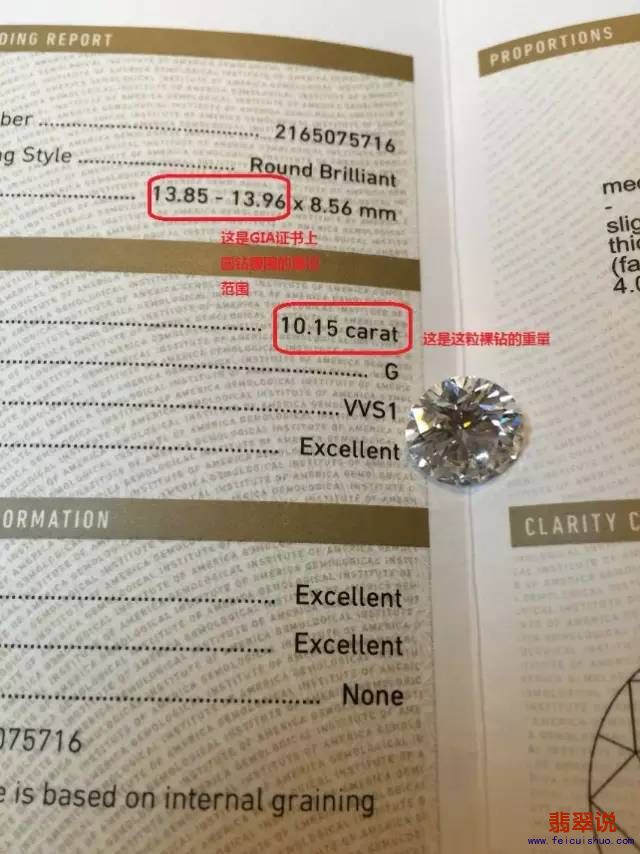 DING REPORT
PROPORTIONS
ber 2165075716
ng Style Round Brilliant
13.85 - 13.96 x 8.56 mm
这是GIA证书上
范围
10.15 carat
这是这粒裸钻的重量
G
VVS1
Excellent
med
-
slig
thic
(fa
4.0
ORMATION
CLARITY C
Excellent
Excellent
None
075716
e is based on internal graining
翡翠说
www.feicuishuo.com